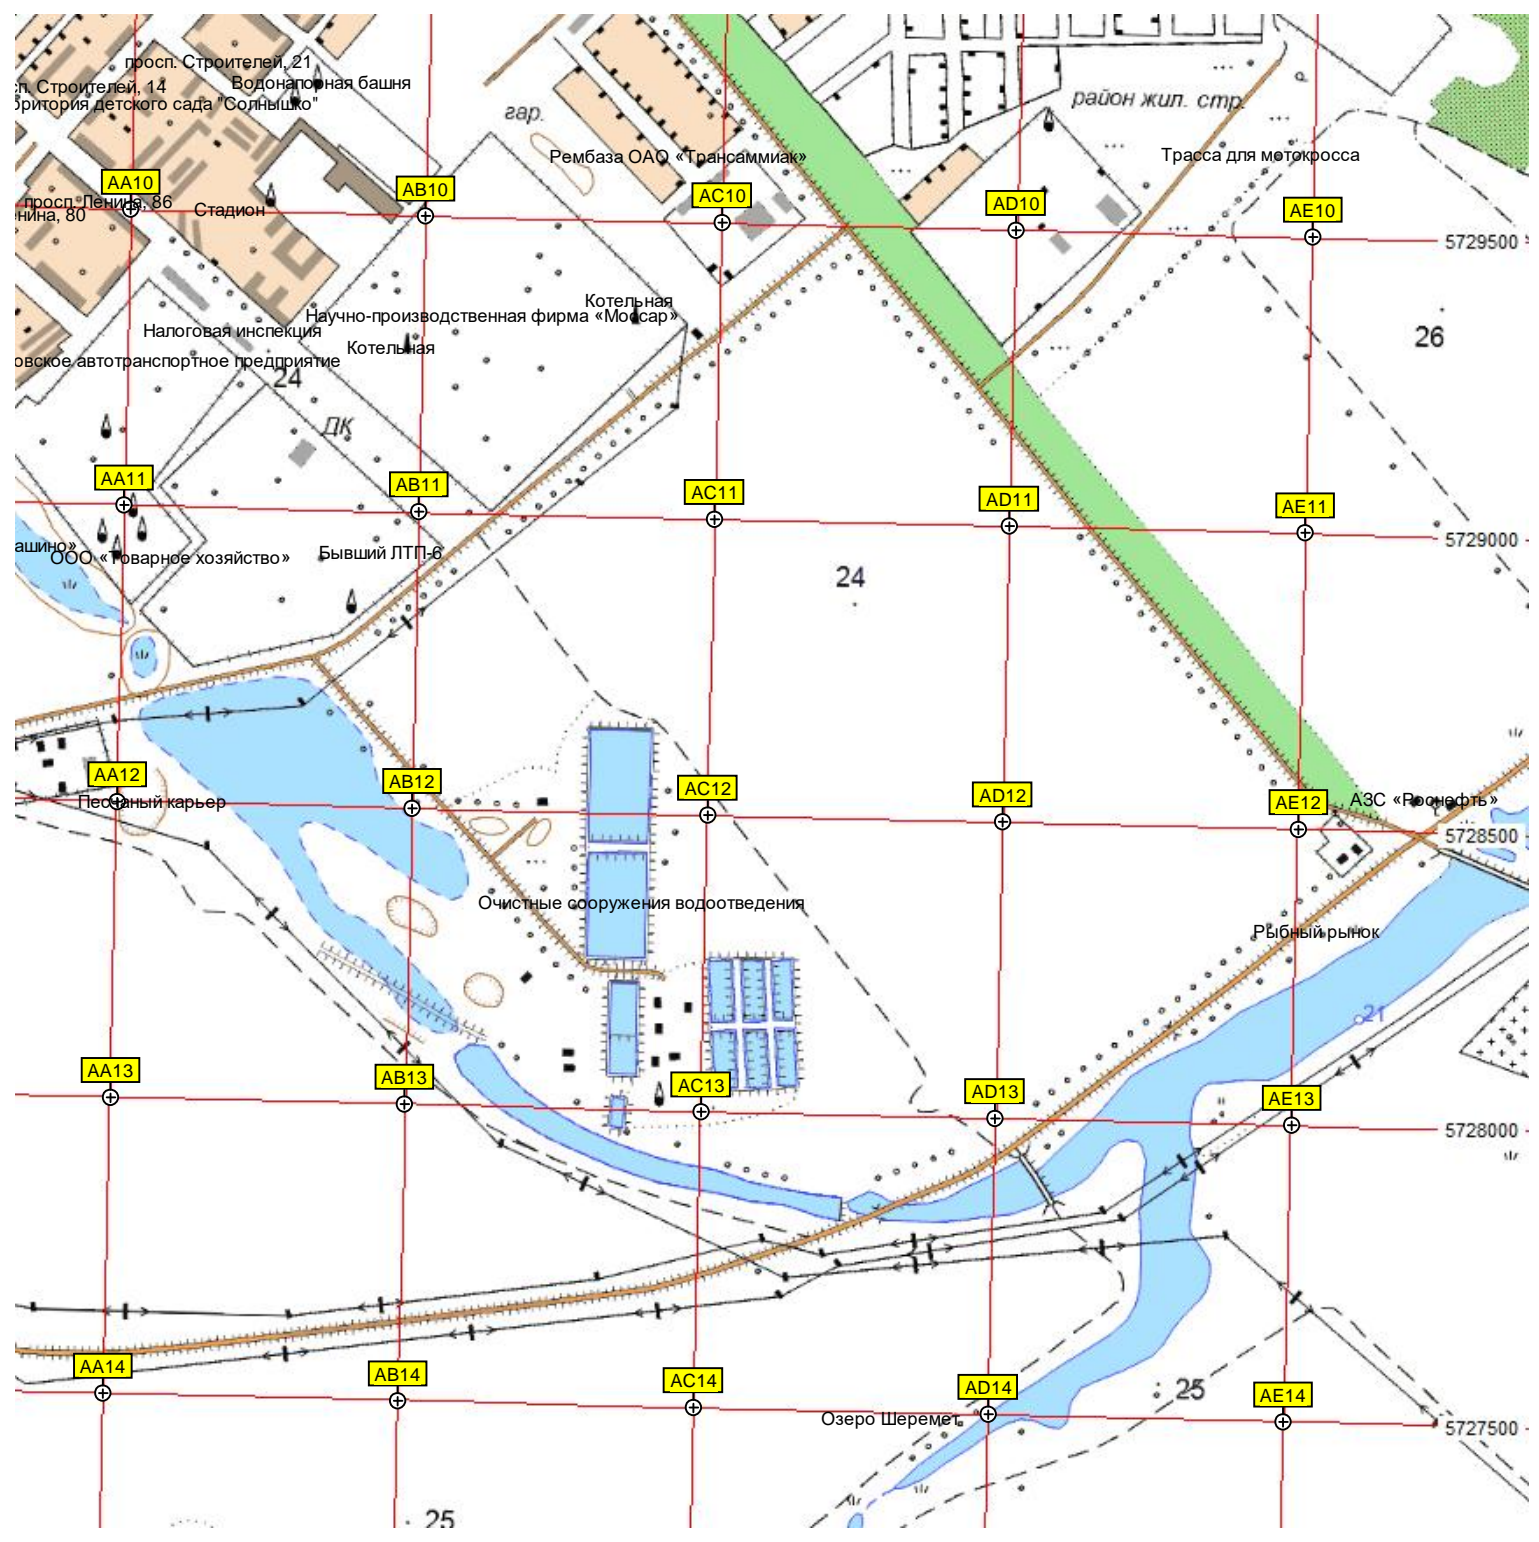 просп. Строителей, 21
Водонапорная башня
сп. Строителей, 14
рритория детского сада "Солнышко"
гар.
район жил. стр.
Рембаза ОАО «Трансаммиак»
Трасса для мотокросса
AA10
AB10
AC10
AD10
AE10
просп. Ленина, 86
енина, 80
Стадион
5729500
Котельная
Научно-производственная фирма «Моссар»
Налоговая инспекция
Котельная
26
овское автотранспортное предприятие
24
ДК
AA11
AB11
AC11
AD11
AE11
5729000
ашино»
ООО «Товарное хозяйство»
Бывший ЛТП-6
24
AA12
AB12
AC12
AD12
AE12
Песчаный карьер
АЗС «Роснефть»
5728500
Очистные сооружения водоотведения
Рыбный рынок
21
AA13
AB13
AC13
AD13
AE13
5728000
AA14
AB14
AC14
AD14
AE14
25
Озеро Шеремет
5727500
25